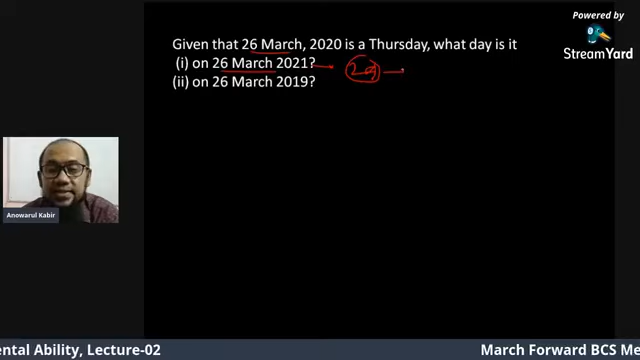 Powered by
StreamYard
Given that 26 March, 2020 is a Thursday, what day is it
(i) on 26 March 2021?
(ii) on 26 March 2019?
Anowarul Kabir
ental Ability, Lecture-02
March Forward BCS Me